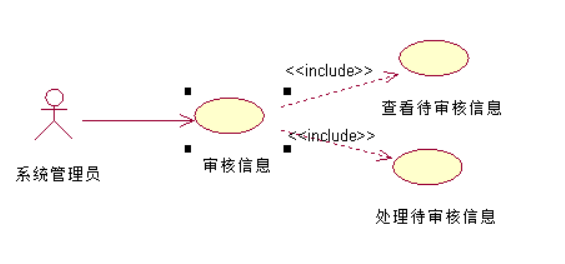 <<include>>
查看待审核信息
<<include>>
系统管理员
审核信息
处理待审核信息